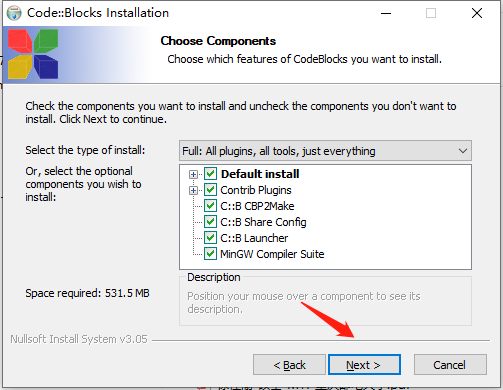 Code::Blocks Installation
Choose Components
Choose which features of CodeBlocks you want to install.
Check the components you want to install and uncheck the components you don't want to
install. Click Next to continue.
Select the type of install:
Full: All plugins, all tools, just everything
Or, select the optional
components you wish to
install:
Default install
Contrib Plugins
C::B CBP2Make
C::B Share Config
C::B Launcher
MinGW Compiler Suite
Space required: 531.5 MB
Description
Position your mouse over a component to see its
description.
Nullsoft Install System v3.05
< Back
Next >
Cancel